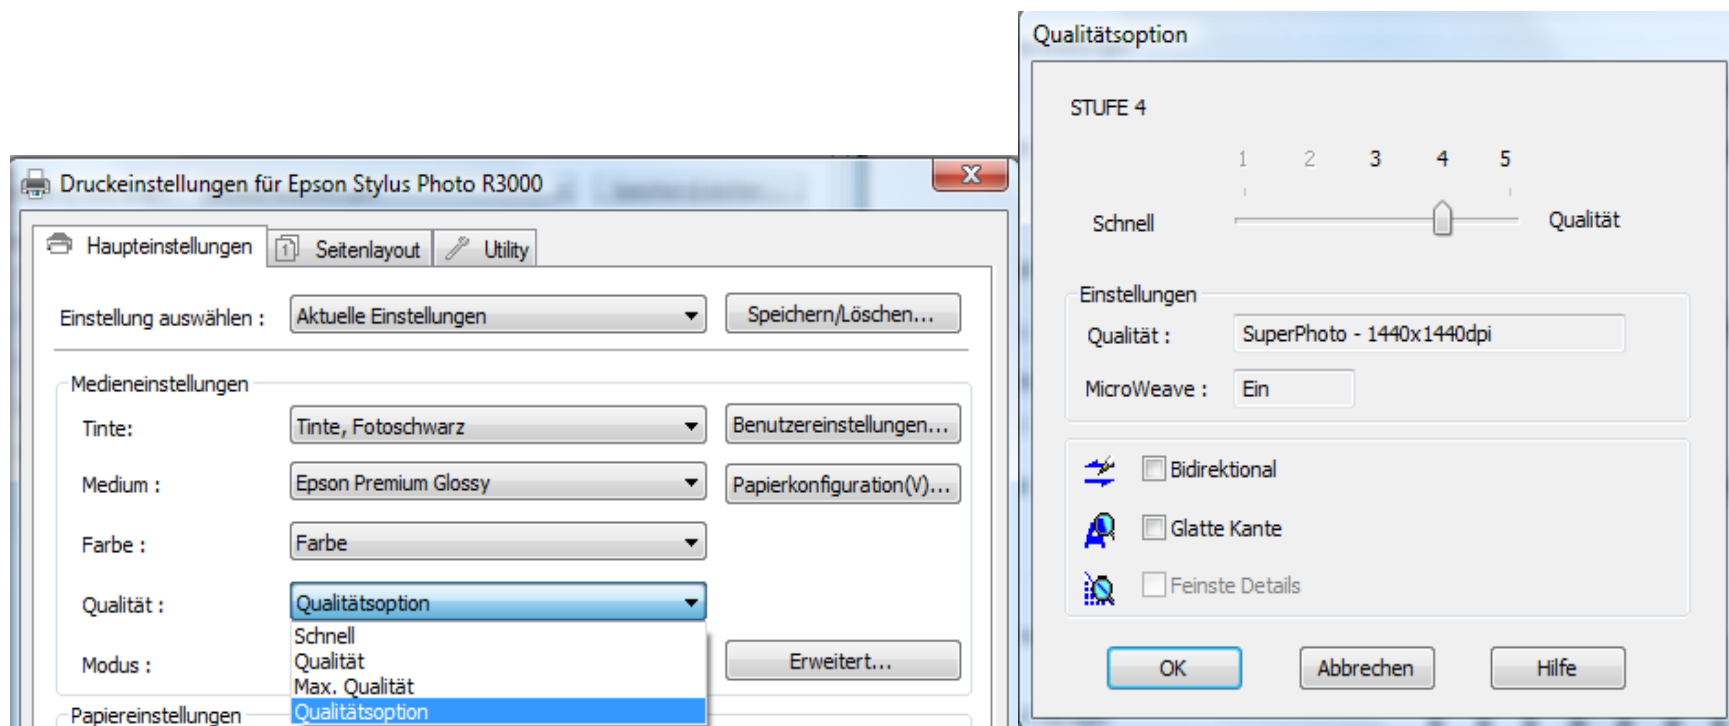 Druckeinstellungen für Epson Stylus Photo R3000
Haupteinstellungen
Seitenlayout
Utility
Einstellung auswählen :
Aktuelle Einstellungen
Speichern/Löschen...
Medieneinstellungen
Tinte:
Tinte, Fotoschwarz
Benutzereinstellungen...
Medium :
Epson Premium Glossy
Papierkonfiguration(V)...
Farbe :
Farbe
Qualität :
Qualitätsoption
Schnell
Qualität
Max. Qualität
Qualitätsoption
Modus :
Erweitert...
Papiereinstellungen
Qualitätsoption
STUFE 4
1 2 3 4 5
Schnell
Qualität
Einstellungen
Qualität :
SuperPhoto - 1440x1440dpi
MicroWeave :
Ein
Bidirektional
Glatte Kante
Feinste Details
OK
Abbrechen
Hilfe